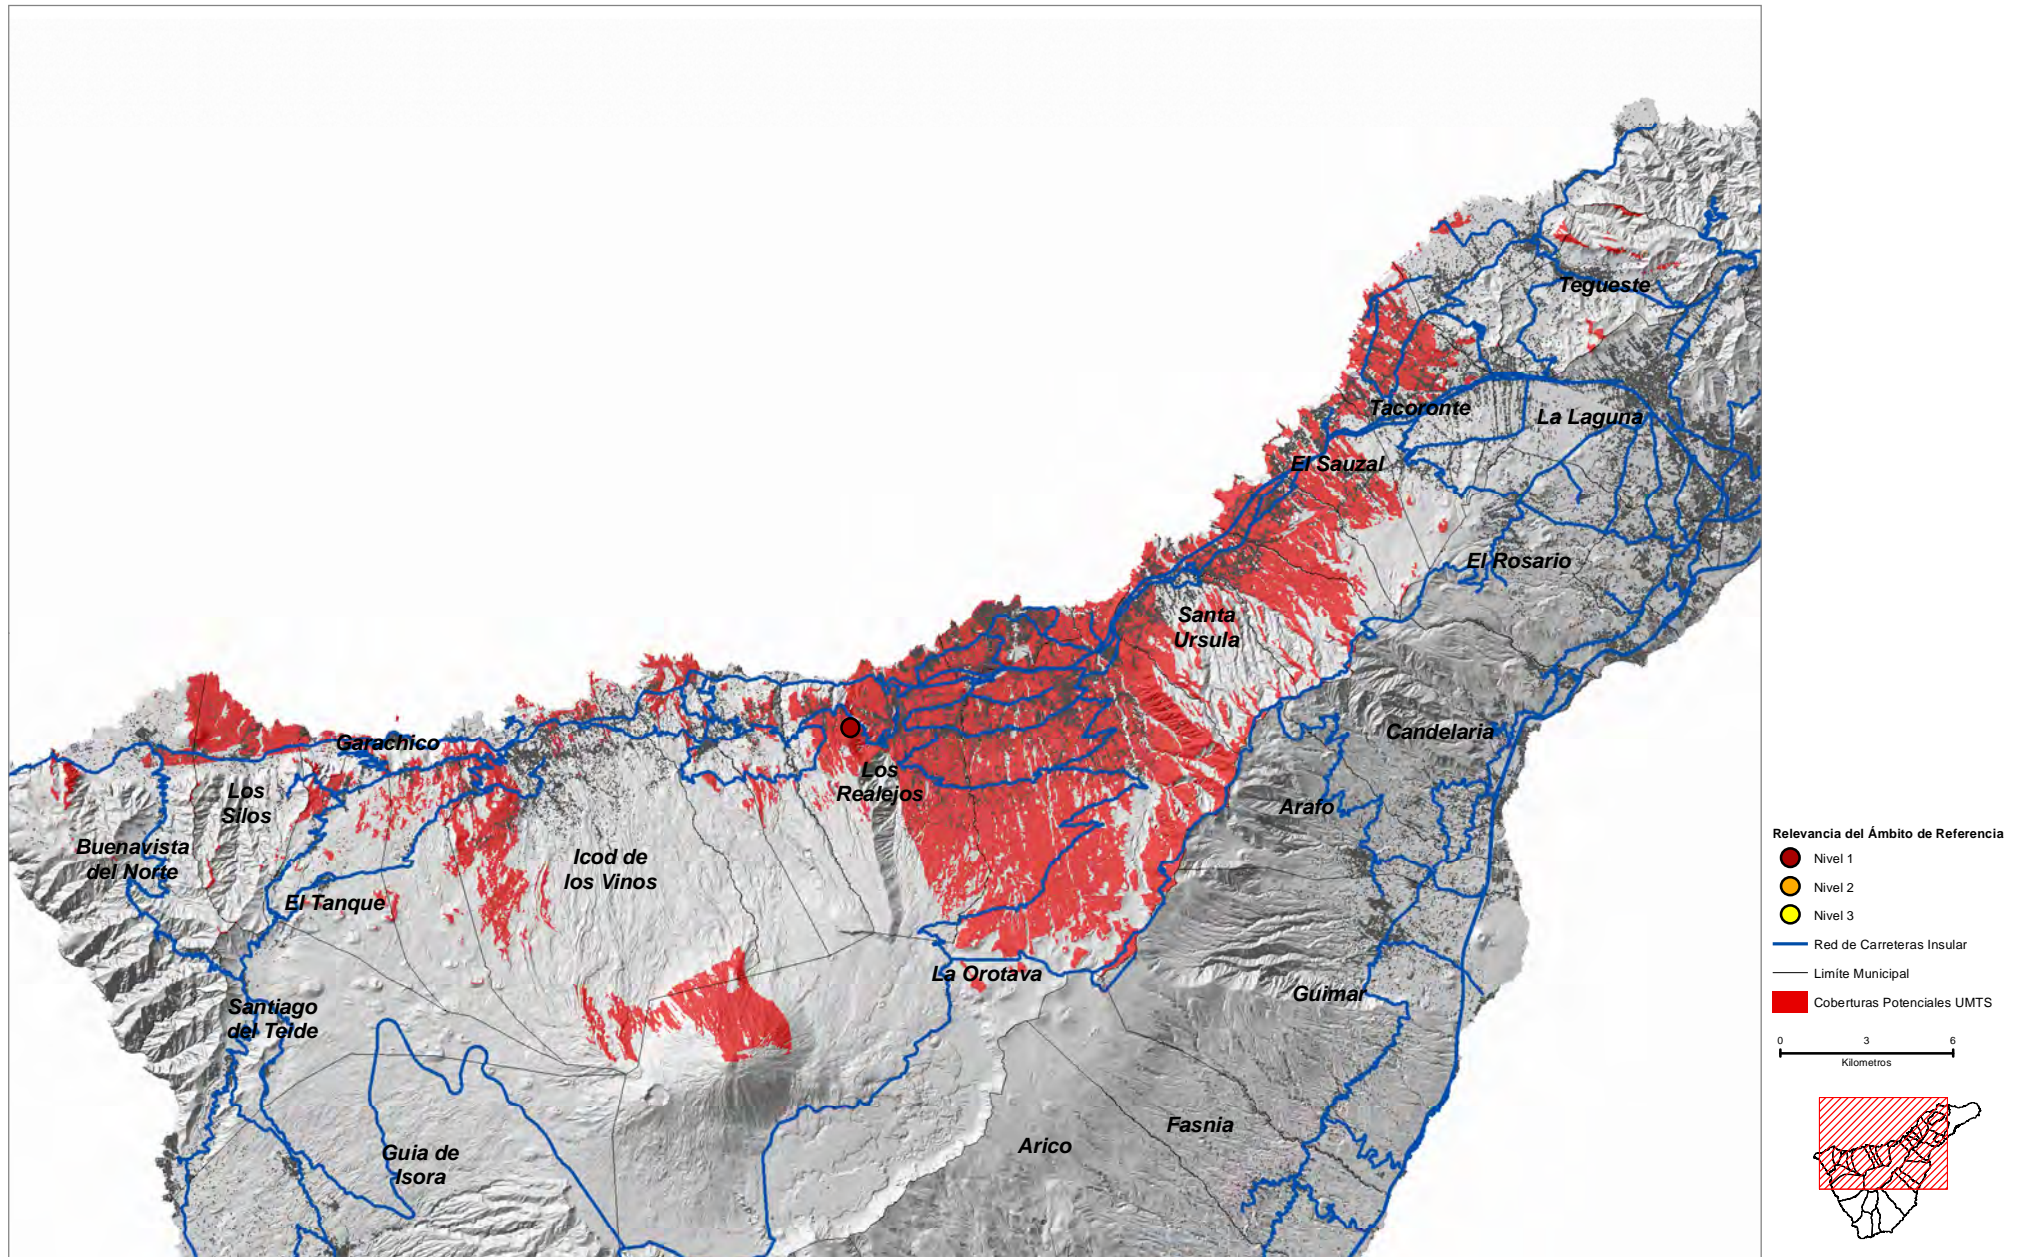 Tegueste
Tacoronte
La Laguna
El Sauzal
El Rosario
Santa
Ursula
Garachico
Candelaria
Los
Realejos
Los
Silos
Arafo
Buenavista
del Norte
Icod de
los Vinos
El Tanque
La Orotava
Guimar
Santiago
del Teide
Fasnia
Arico
Guia de
Isora
Relevancia del Ámbito de Referencia
Nivel 1
Nivel 2
Nivel 3
Red de Carreteras Insular
Limíte Municipal
Coberturas Potenciales UMTS
0 3 6
Kilometros